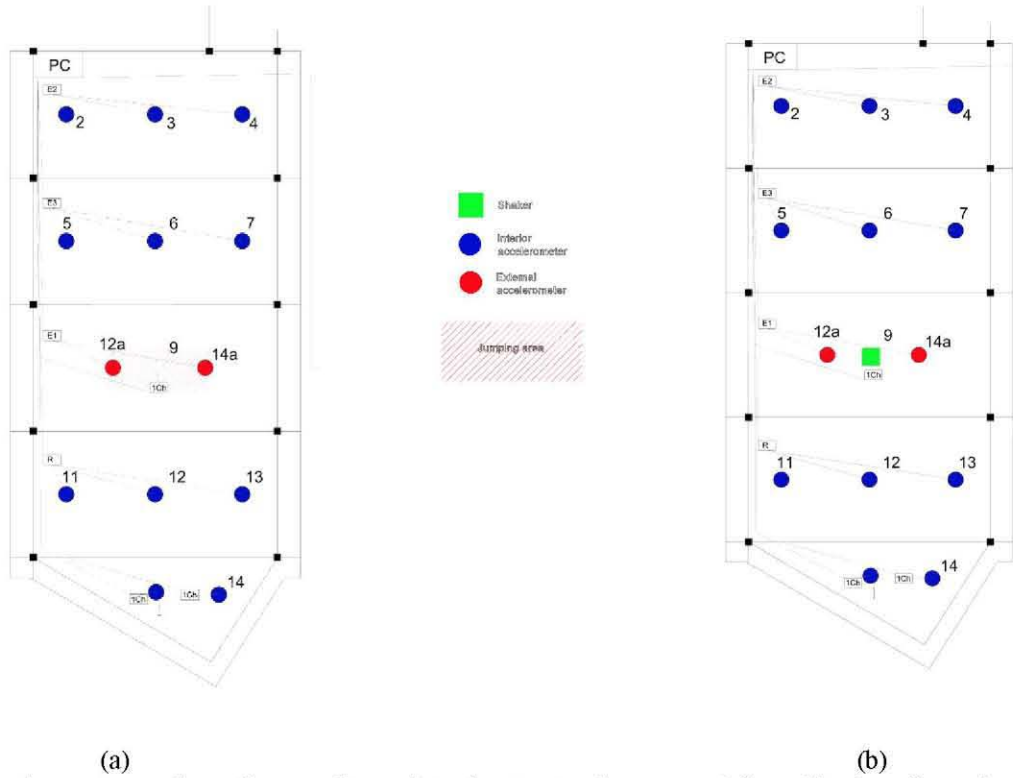 PC
E2
2
3
4
E3
5
6
7
E1
12a
9
14a
1Ch
R
11
12
13
14
1Ch
1Ch
1
(a)
Shaker
Interior
accelerometer
External
accelerometer
Jumping area
PC
E2
2
3
4
E3
5
6
7
E1
12a
9
14a
1Ch
R
11
12
13
14
1Ch
1Ch
(b)